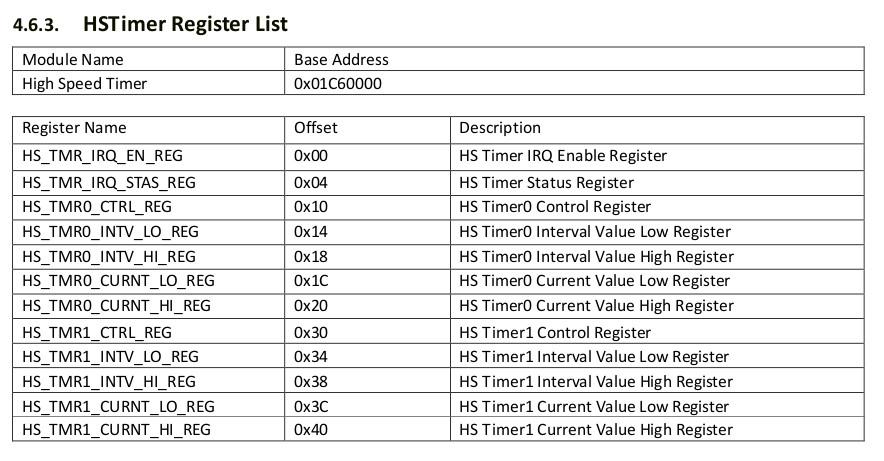 4.6.3. HSTimer Register List
Module Name Base Address
High Speed Timer 0x01C60000
Register Name Offset Description
HS_TMR_IRQ_EN_REG 0x00 HS Timer IRQ Enable Register
HS_TMR_IRQ_STAS_REG 0x04 HS Timer Status Register
HS_TMR0_CTRL_REG 0x10 HS Timer0 Control Register
HS_TMR0_INTV_LO_REG 0x14 HS Timer0 Interval Value Low Register
HS_TMR0_INTV_HI_REG 0x18 HS Timer0 Interval Value High Register
HS_TMR0_CURNT_LO_REG 0x1C HS Timer0 Current Value Low Register
HS_TMR0_CURNT_HI_REG 0x20 HS Timer0 Current Value High Register
HS_TMR1_CTRL_REG 0x30 HS Timer1 Control Register
HS_TMR1_INTV_LO_REG 0x34 HS Timer1 Interval Value Low Register
HS_TMR1_INTV_HI_REG 0x38 HS Timer1 Interval Value High Register
HS_TMR1_CURNT_LO_REG 0x3C HS Timer1 Current Value Low Register
HS_TMR1_CURNT_HI_REG 0x40 HS Timer1 Current Value High Register